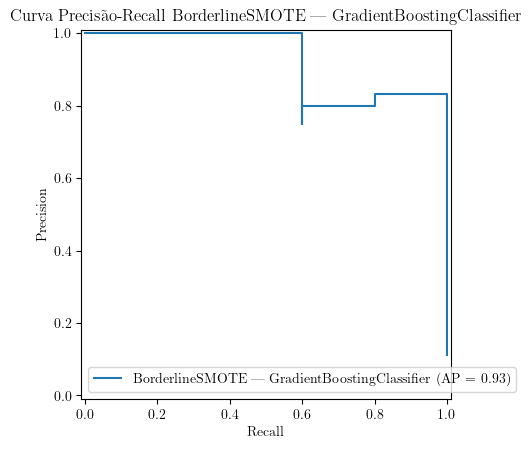 Curva Precisão-Recall BorderlineSMOTE — GradientBoostingClassifier
1.0
0.8
0.6
0.4
0.2
0.0
Precision
BorderlineSMOTE — GradientBoostingClassifier (AP = 0.93)
0.0 0.2 0.4 0.6 0.8 1.0
Recall